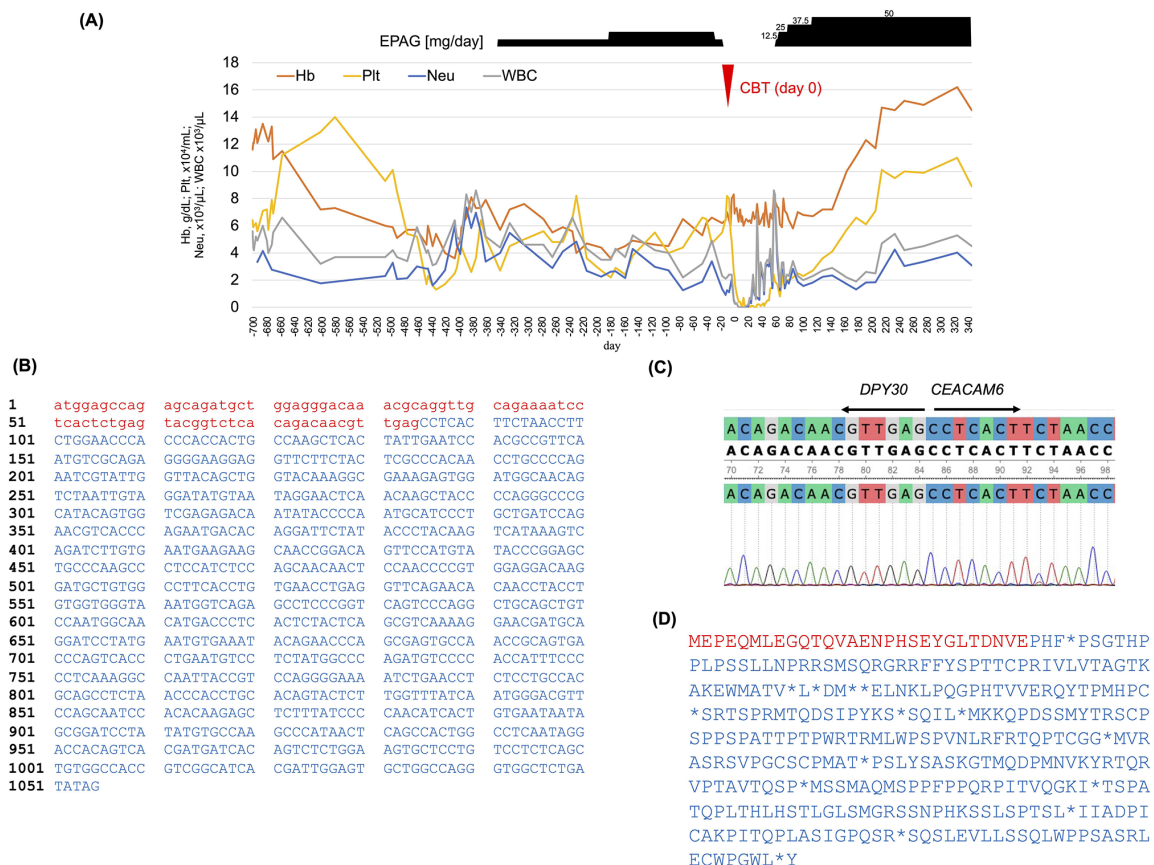 (A)
EPAG [mg/day]
12.5
25
37.5
50
Hb Plt Neu WBC
CBT (day 0)
Hb, g/dL; Plt, x10⁴/mL;
Neu, x10³/µL; WBC x10³/µL
18
16
14
12
10
8
6
4
2
0
-700 -680 -660 -640 -620 -600 -580 -560 -540 -520 -500 -480 -460 -440 -420 -400 -380 -360 -340 -320 -300 -280 -260 -240 -220 -200 -180 -160 -140 -120 -100 -80 -60 -40 -20 0 20 40 60 80 100 120 140 160 180 200 220 240 260 280 300 320 340
day
(B)
1 atggagccag agcagatgct ggagggacaa acgcaggttg cagaaaatcc
51 tcactctgag tacggtctca cagacaacgt tgagCCTCAC TTCTAACCTT
101 CTGGAACCCA CCCACCACTG CCAAGCTCAC TATTGAATCC ACGCCGTTCA
151 ATGTCGCAGA GGGGAAGGAG GTTCTTCTAC TCGCCCACAA CCTGCCCCAG
201 AATCGTATTG GTTACAGCTG GTACAAAGGC GAAAGAGTGG ATGGCAACAG
251 TCTAATTGTA GGATATGTAA TAGGAACTCA ACAAGCTACC CCAGGGCCCG
301 CATACAGTGG TCGAGAGACA ATATACCCCA ATGCATCCCT GCTGATCCAG
351 AACGTCACCC AGAATGACAC AGGATTCTAT ACCCTACAAG TCATAAAGTC
401 AGATCTTGTG AATGAAGAAG CAACCGGACA GTTCCATGTA TACCCGGAGC
451 TGCCCAAGCC CTCCATCTCC AGCAACAACT CCAACCCCGT GGAGGACAAG
501 GATGCTGTGG CCTTCACCTG TGAACCTGAG GTTCAGAACA CAACCTACCT
551 GTGGTGGGTA AATGGTCAGA GCCTCCCGGT CAGTCCCAGG CTGCAGCTGT
601 CCAATGGCAA CATGACCCTC ACTCTACTCA GCGTCAAAAG GAACGATGCA
651 GGATCCTATG AATGTGAAAT ACAGAACCCA GCGAGTGCCA ACCGCAGTGA
701 CCCAGTCACC CTGAATGTCC TCTATGGCCC AGATGTCCCC ACCATTTCCC
751 CCTCAAAGGC CAATTACCGT CCAGGGGAAA ATCTGAACCT CTCCTGCCAC
801 GCAGCCTCTA ACCCACCTGC ACAGTACTCT TGGTTTATCA ATGGGACGTT
851 CCAGCAATCC ACACAAGAGC TCTTTATCCC CAACATCACT GTGAATAATA
901 GCGGATCCTA TATGTGCCAA GCCCATAACT CAGCCACTGG CCTCAATAGG
951 ACCACAGTCA CGATGATCAC AGTCTCTGGA AGTGCTCCTG TCCTCTCAGC
1001 TGTGGCCACC GTCGGCATCA CGATTGGAGT GCTGGCCAGG GTGGCTCTGA
1051 TATAG
(C)
DPY30 CEACAM6
ACAGACAACGTTGAGCCTCACTTCTAACC
ACAGACAACGTTGAGCCTCACTTCTAACC
70 72 74 76 78 80 82 84 86 88 90 92 94 96 98
ACAGACAACGTTGAGCCTCACTTCTAACC
(D)
MEPEQMLEGQTQVAENPHSEYGLTDNVEPHF*PSGTHP
PLPSSLLNPRRSMSQRGRRFFYSPTTCPRIVLVTAGTK
AKEWMATV*L*DM**ELNKLPQGPHTVVERQYTPMHPC
*SRTSPRMTQDSIPYKS*SQIL*MKKQPDSSMYTRSCP
SPPSPATTPTPWRTRMLWPSPVNLRFRTQPTCGG*MVR
ASRSVPGCSCPMAT*PSLYSASKGTMQDPMNVKYRTQR
VPTAVTQSP*MSSMAQMSPPFPPQRPITVQGKI*TSPA
TQPLTHLHSTLGLSMGRSSNPHKSSLSPTSL*IIADPI
CAKPITQPLASIGPQSR*SQSLEVLLSSQLWPPSASRL
ECWPGWL*Y